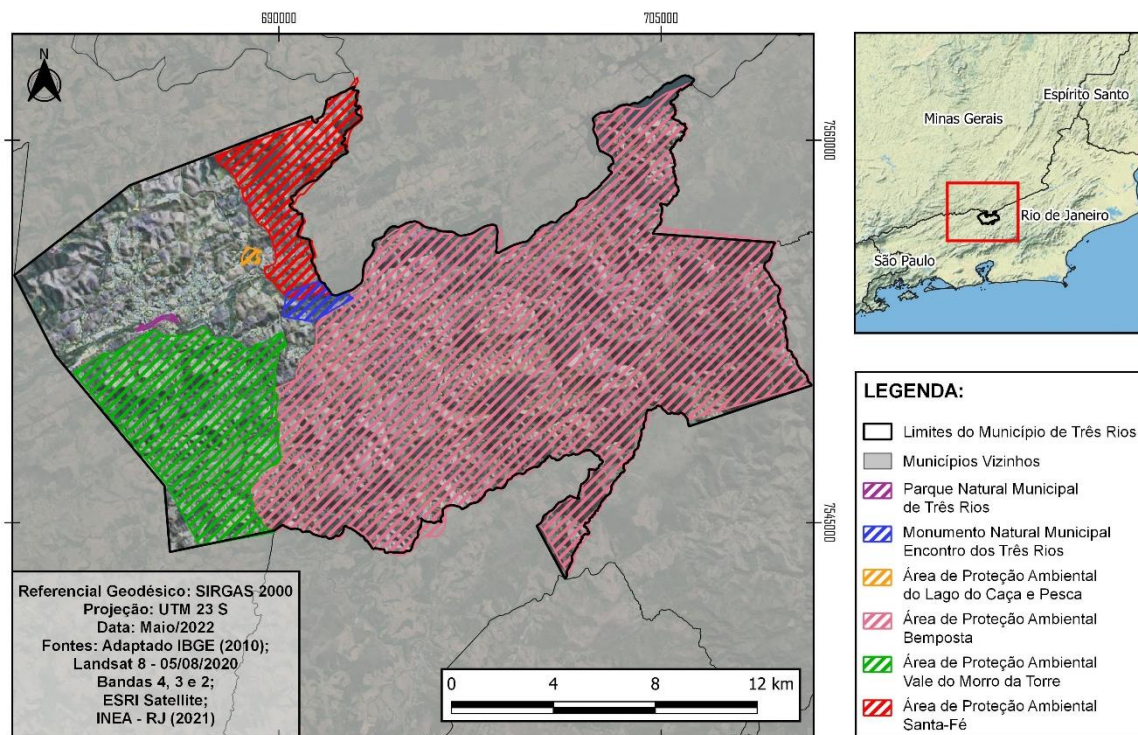 690000
705000
N
7560000
7560000
7545000
7545000
Referencial Geodésico: SIRGAS 2000
Projeção: UTM 23 S
Data: Maio/2022
Fontes: Adaptado IBGE (2010);
Landsat 8 - 05/08/2020
Bandas 4, 3 e 2;
ESRI Satellite;
INEA - RJ (2021)
0 4 8 12 km
Espírito Santo
Minas Gerais
Rio de Janeiro
São Paulo
LEGENDA:
Limites do Município de Três Rios
Municípios Vizinhos
Parque Natural Municipal
de Três Rios
Monumento Natural Municipal
Encontro dos Três Rios
Área de Proteção Ambiental
do Lago do Caça e Pesca
Área de Proteção Ambiental
Bemposta
Área de Proteção Ambiental
Vale do Morro da Torre
Área de Proteção Ambiental
Santa-Fé